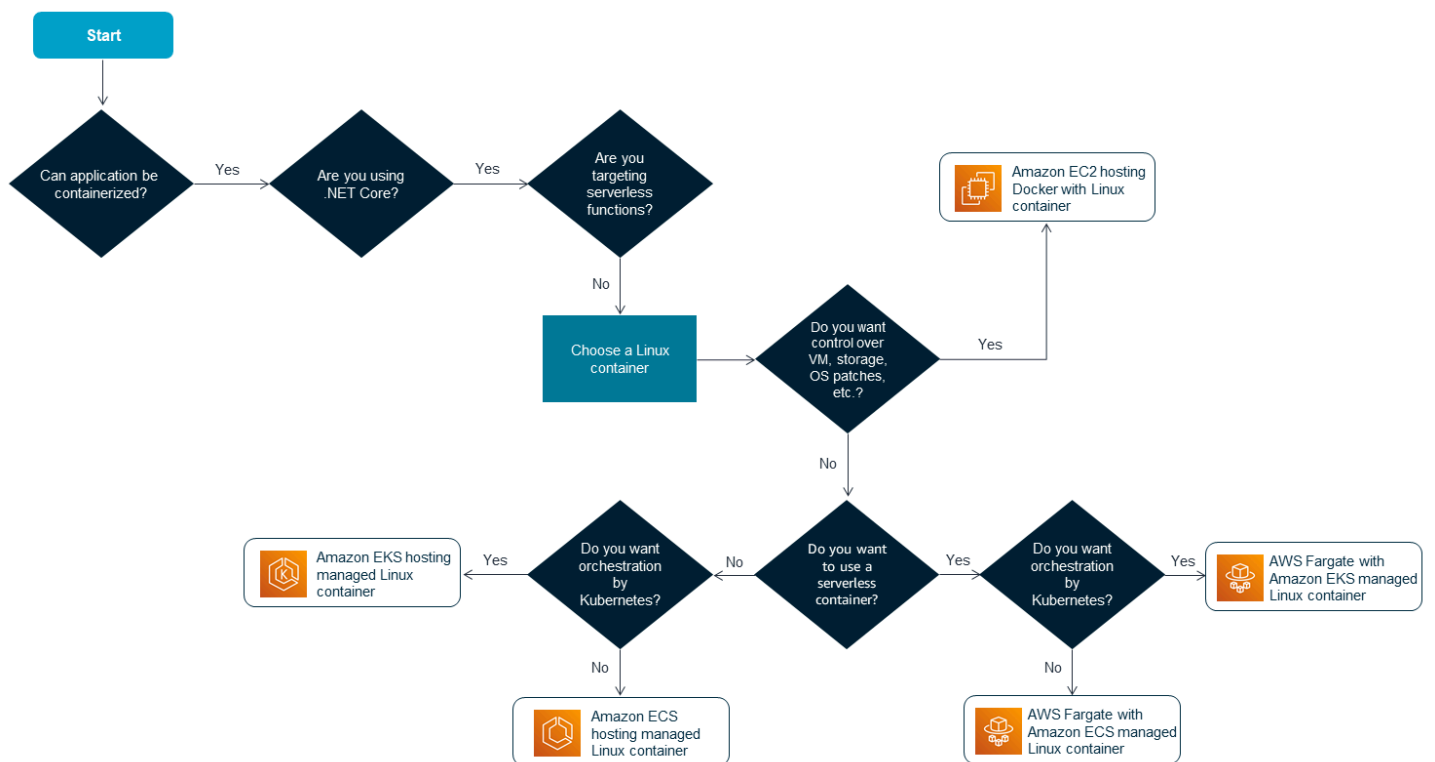 Start
Can application be
containerized?
Yes
Are you using
.NET Core?
Yes
Are you
targeting
serverless
functions?
No
Choose a Linux
container
Do you want
control over
VM, storage,
OS patches,
etc.?
Yes
Amazon EC2 hosting
Docker with Linux
container
No
Do you want
to use a
serverless
container?
No
Do you want
orchestration
by
Kubernetes?
Yes
K
Amazon EKS hosting
managed Linux
container
No
Amazon ECS
hosting managed
Linux container
Yes
Do you want
orchestration
by
Kubernetes?
Yes
AWS Fargate with
Amazon EKS managed
Linux container
No
AWS Fargate with
Amazon ECS managed
Linux container